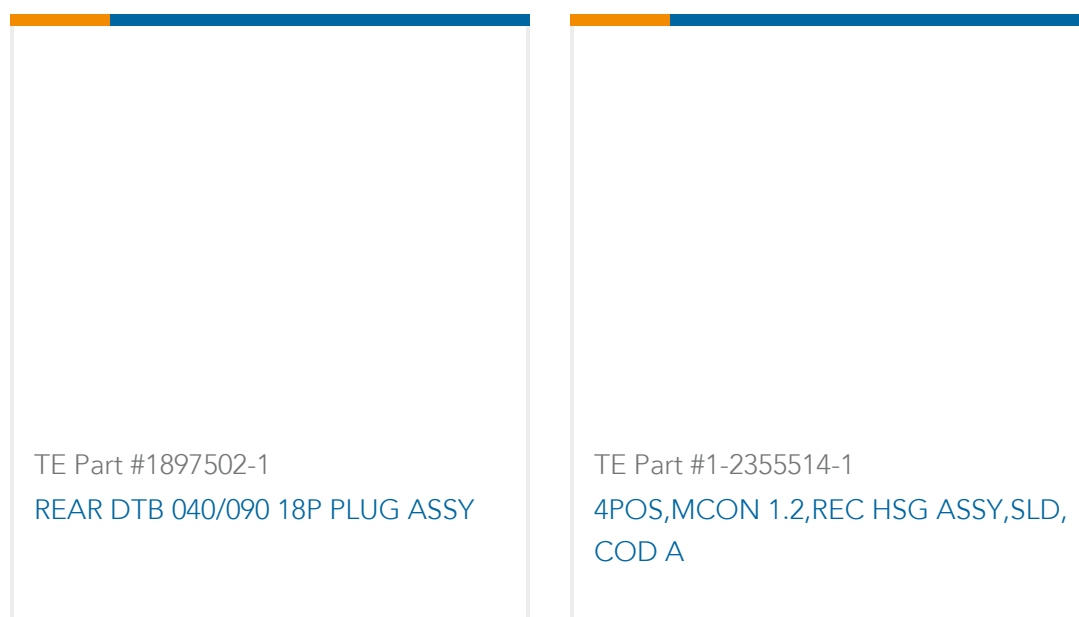 TE Part #1897502-1
REAR DTB 040/090 18P PLUG ASSY
TE Part #1-2355514-1
4POS,MCON 1.2,REC HSG ASSY,SLD,
COD A